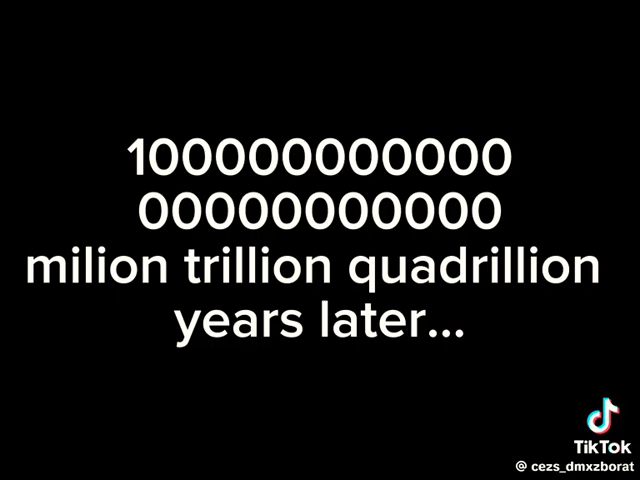 100000000000
00000000000
milion trillion quadrillion
years later...
TikTok
@ cezs_dmxzborat